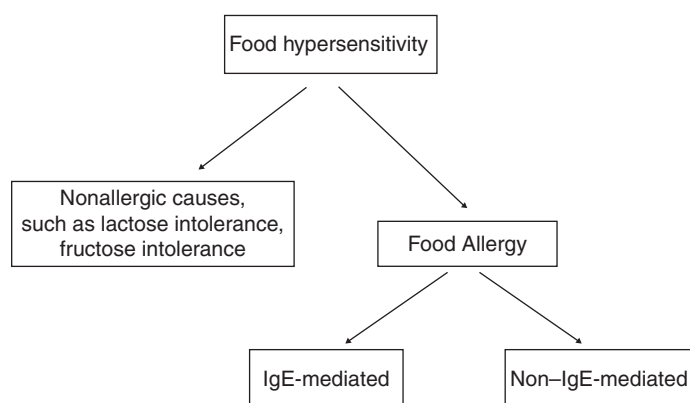 Food hypersensitivity
Nonallergic causes,
such as lactose intolerance,
fructose intolerance
Food Allergy
IgE-mediated
Non–IgE-mediated